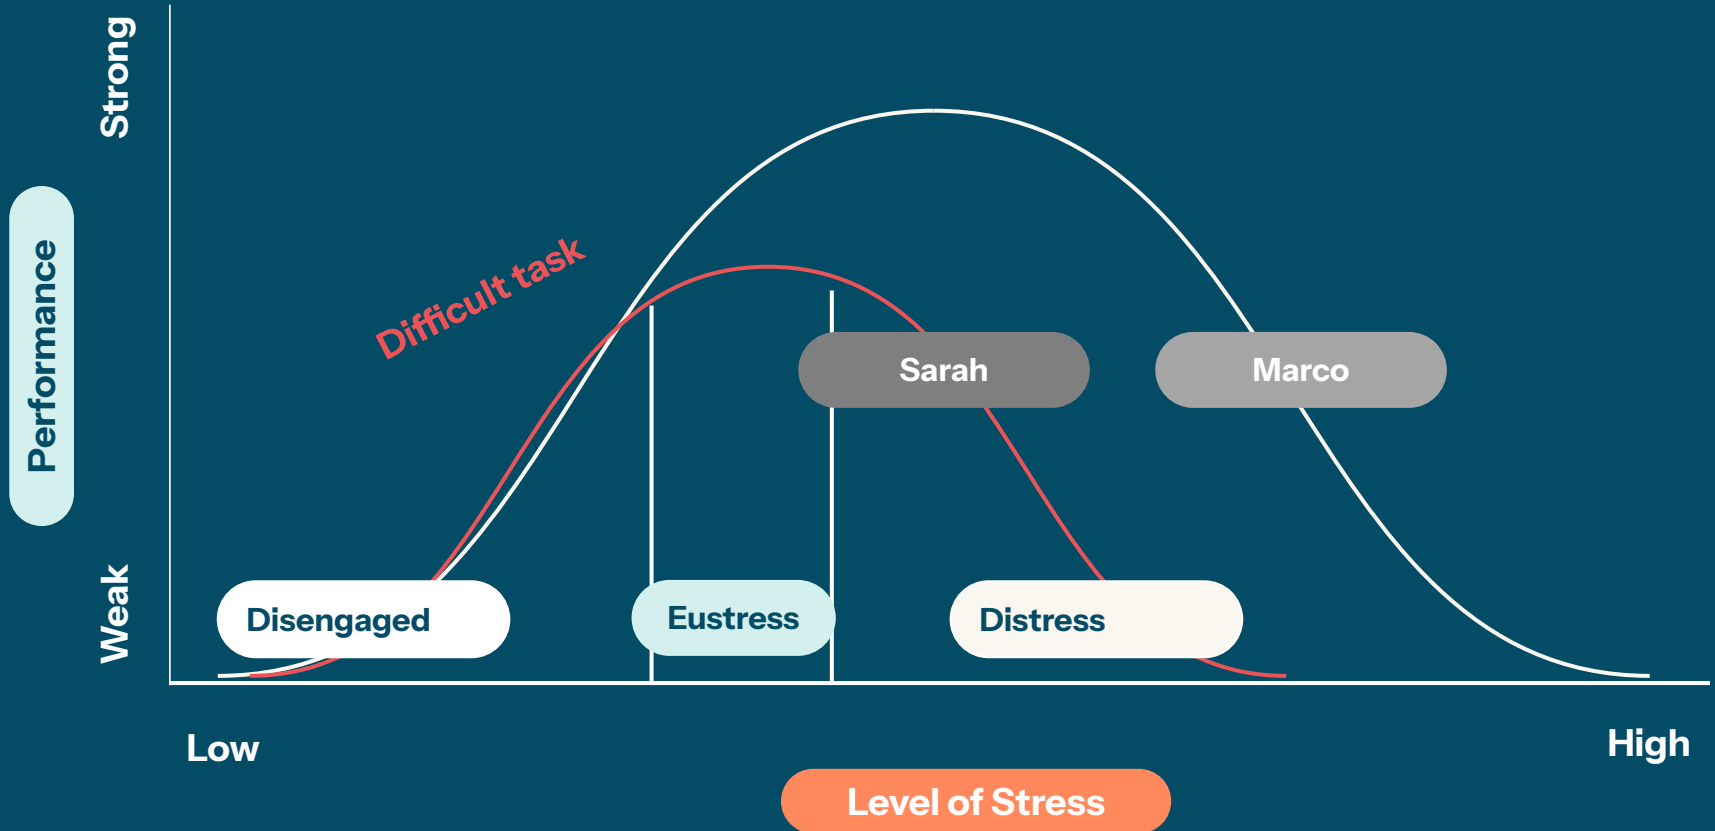 Strong
Performance
Difficult task
Sarah
Marco
Weak
Disengaged
Eustress
Distress
Low
High
Level of Stress